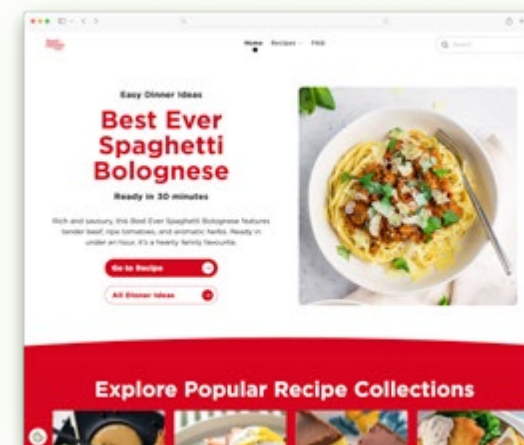 Home Recipes FAQ
Search
Easy Dinner Ideas
Best Ever
Spaghetti
Bolognese
Ready in 30 minutes
Rich and savoury, this Best Ever Spaghetti Bolognese features
tender beef, ripe tomatoes, and aromatic herbs. Ready in
under an hour, it's a hearty family favourite.
Go to Recipe
All Dinner Ideas
Explore Popular Recipe Collections